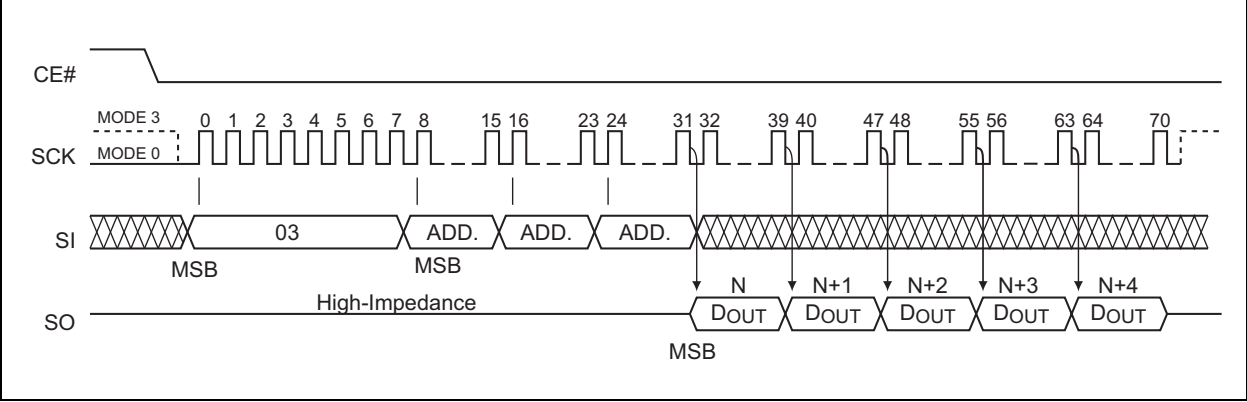 CE#
MODE 3
0 1 2 3 4 5 6 7 8 15 16 23 24 31 32 39 40 47 48 55 56 63 64 70
SCK
MODE 0
SI
03 ADD. ADD. ADD.
MSB MSB
N N+1 N+2 N+3 N+4
High-Impedance
SO
DOUT DOUT DOUT DOUT DOUT
MSB